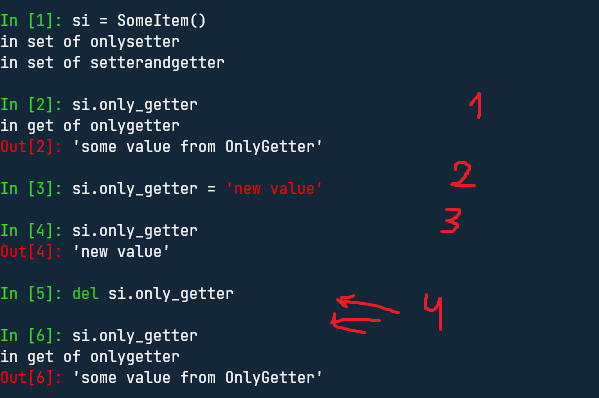 In [1]: si = SomeItem()
in set of onlysetter
in set of setterandgetter
In [2]: si.only_getter
1
in get of onlygetter
Out[2]: 'some value from OnlyGetter'
In [3]: si.only_getter = 'new value'
2
In [4]: si.only_getter
3
Out[4]: 'new value'
In [5]: del si.only_getter
4
In [6]: si.only_getter
in get of onlygetter
Out[6]: 'some value from OnlyGetter'